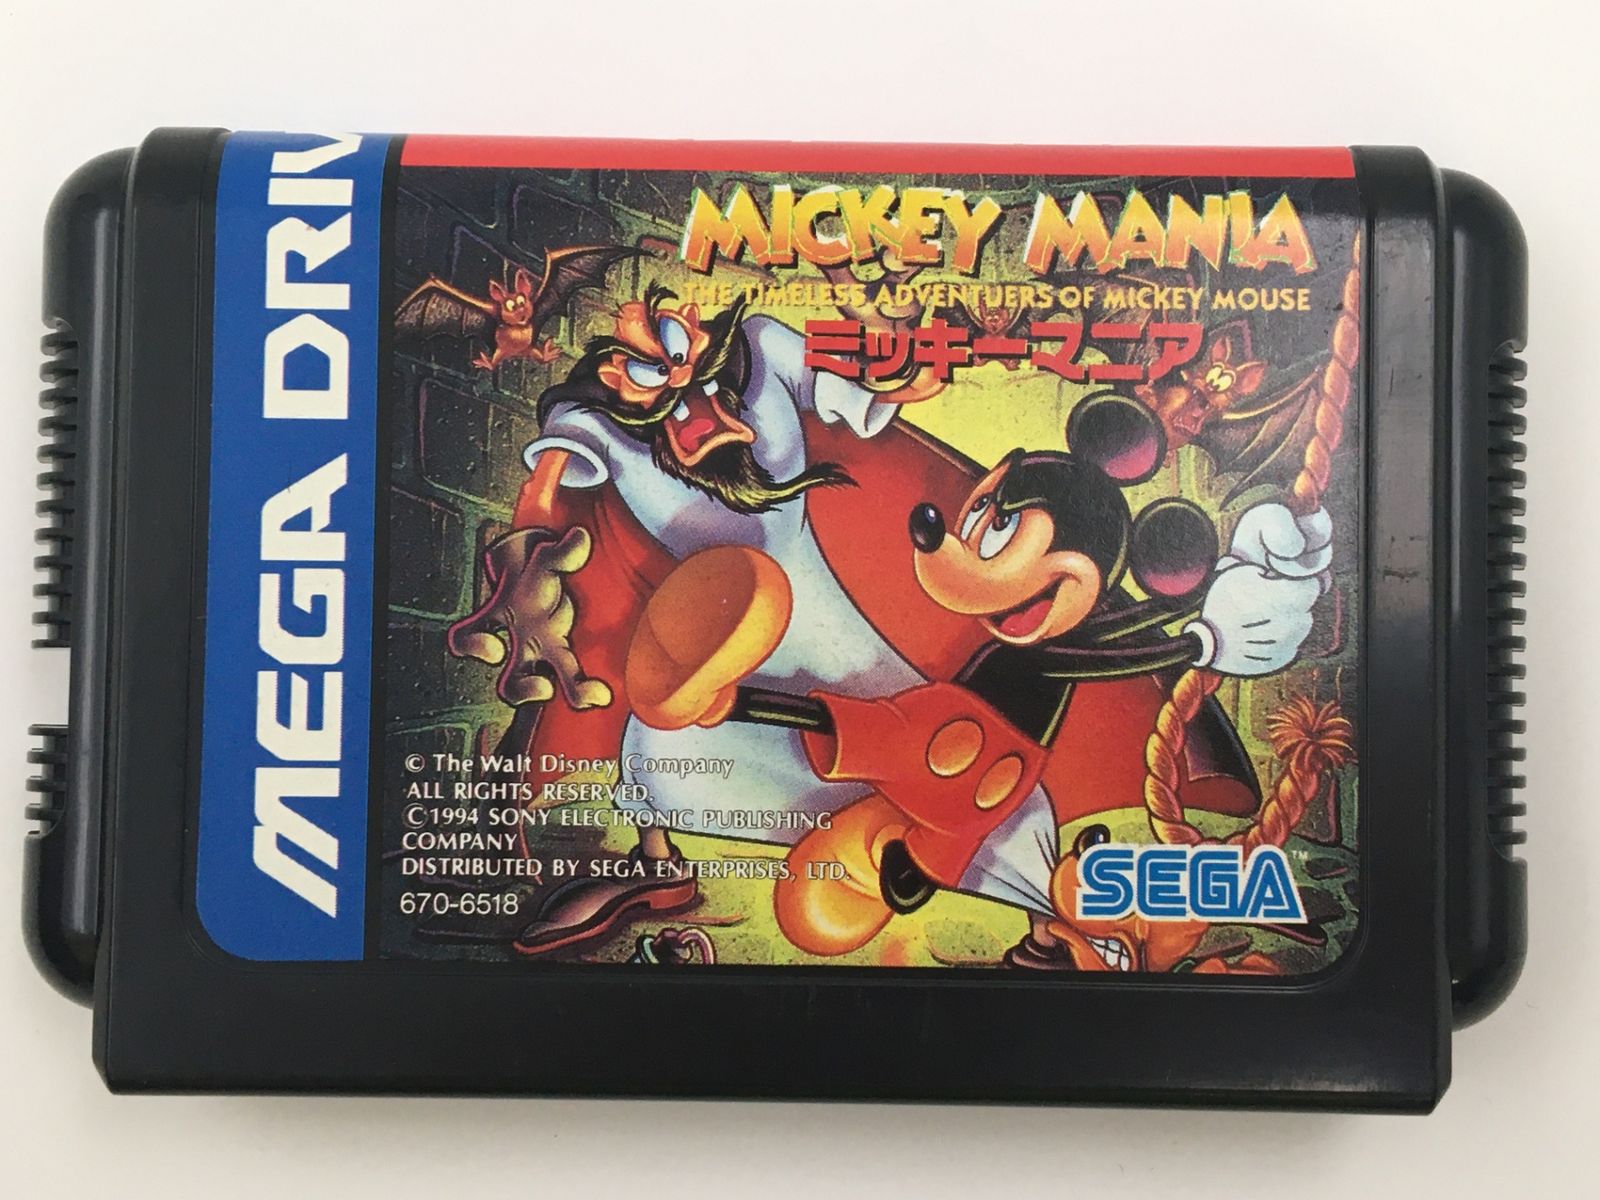 MEGA DRIV
MICKEY MANIA
THE TIMELESS ADVENTUERS OF MICKEY MOUSE
ミッキーマニア
© The Walt Disney Company
ALL RIGHTS RESERVED.
©1994 SONY ELECTRONIC PUBLISHING
COMPANY
DISTRIBUTED BY SEGA ENTERPRISES, LTD.
670-6518
SEGA™